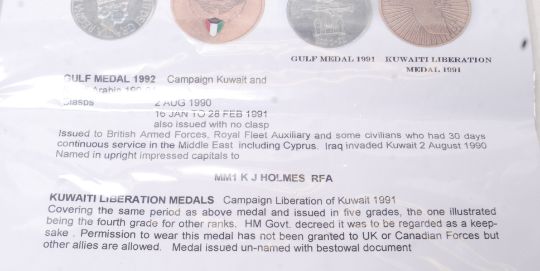 GULF MEDAL 1991 KUWAITI LIBERATION
MEDAL 1991
GULF MEDAL 1992 Campaign Kuwait and
Arabia
Clasps 2 AUG 1990
16 JAN TO 28 FEB 1991
also issued with no clasp
Issued to British Armed Forces, Royal Fleet Auxiliary and some civilians who had 30 days
continuous service in the Middle East including Cyprus. Iraq invaded Kuwait 2 August 1990
Named in upright impressed capitals to
MM1 K J HOLMES RFA
KUWAITI LIBERATION MEDALS Campaign Liberation of Kuwait 1991
Covering the same period as above medal and issued in five grades, the one illustrated
being the fourth grade for other ranks. HM Govt. decreed it was to be regarded as a keep-
sake . Permission to wear this medal has not been granted to UK or Canadian Forces but
other allies are allowed. Medal issued un-named with bestowal document